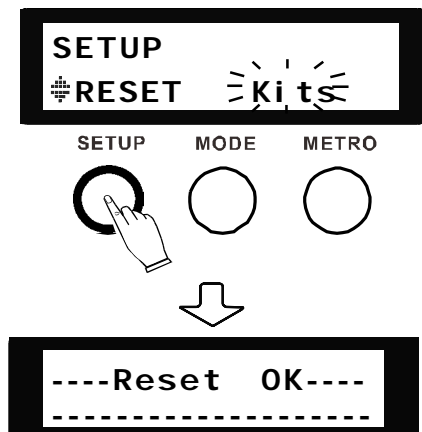 SETUP
RESET Kits
SETUP MODE METRO
----Reset OK----
--------------------